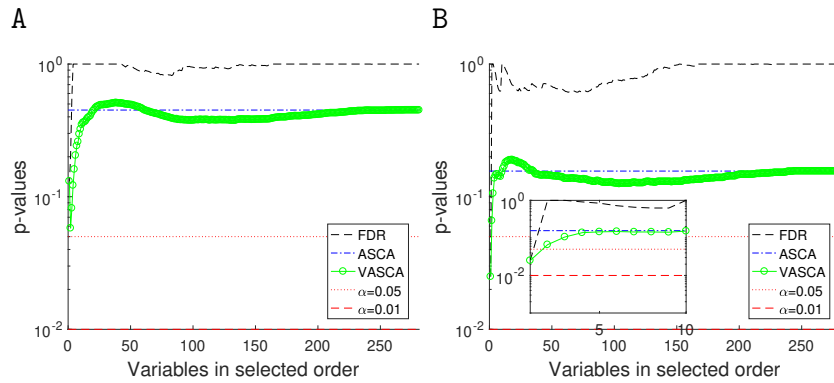 A
B
p-values
10^0
10^-1
10^-2
0
50
100
150
200
250
Variables in selected order
FDR
ASCA
VASCA
α=0.05
α=0.01
p-values
10^0
10^-1
10^-2
0
50
100
150
200
250
Variables in selected order
10^0
10^-2
5
10
FDR
ASCA
VASCA
α=0.05
α=0.01